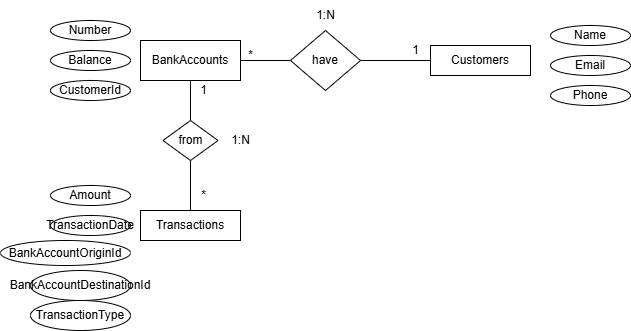 1:N
Number
BankAccounts
*
have
1
Customers
Name
Balance
Email
CustomerId
Phone
1
from
1:N
*
Amount
TransactionDate
Transactions
BankAccountOriginId
BankAccountDestinationId
TransactionType